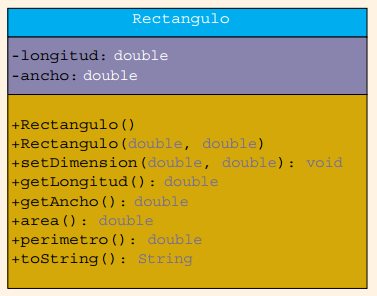 Rectangulo
-longitud: double
-ancho: double
+Rectangulo()
+Rectangulo(double, double)
+setDimension(double, double): void
+getLongitud(): double
+getAncho(): double
+area(): double
+perimetro(): double
+toString(): String